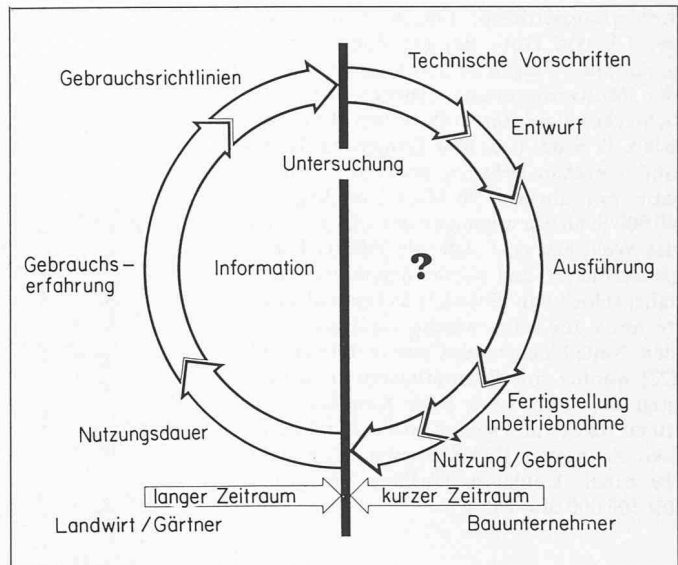 Gebrauchsrichtlinien
Technische Vorschriften
Entwurf
Untersuchung
Gebrauchs-
erfahrung
Information
?
Ausführung
Fertigstellung
Inbetriebnahme
Nutzungsdauer
Nutzung/Gebrauch
langer Zeitraum
kurzer Zeitraum
Landwirt/Gärtner
Bauunternehmer